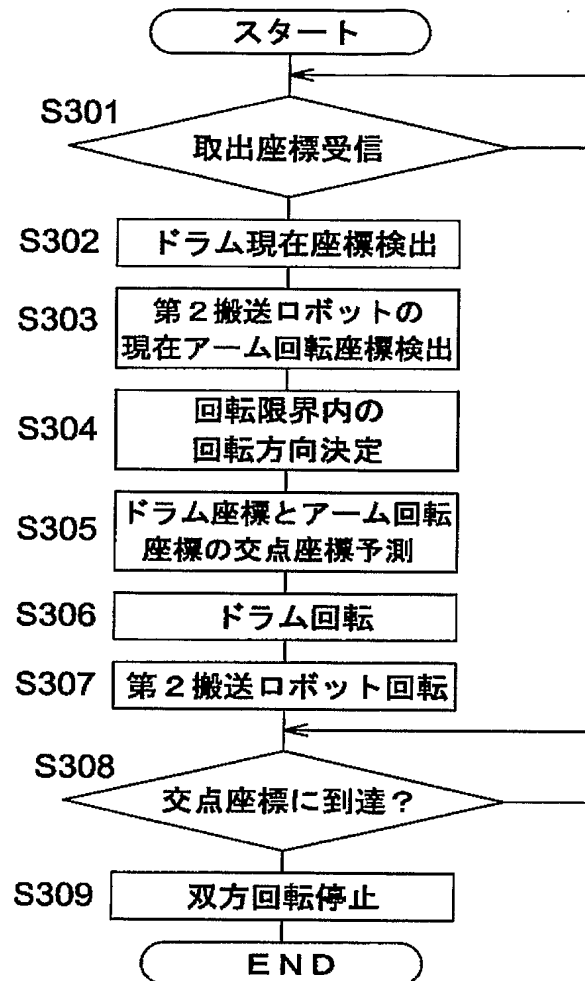 スタート
S301
取出座標受信
S302
ドラム現在座標検出
S303
第2搬送ロボットの
現在アーム回転座標検出
S304
回転限界内の
回転方向決定
S305
ドラム座標とアーム回転
座標の交点座標予測
S306
ドラム回転
S307
第2搬送ロボット回転
S308
交点座標に到達?
S309
双方回転停止
END